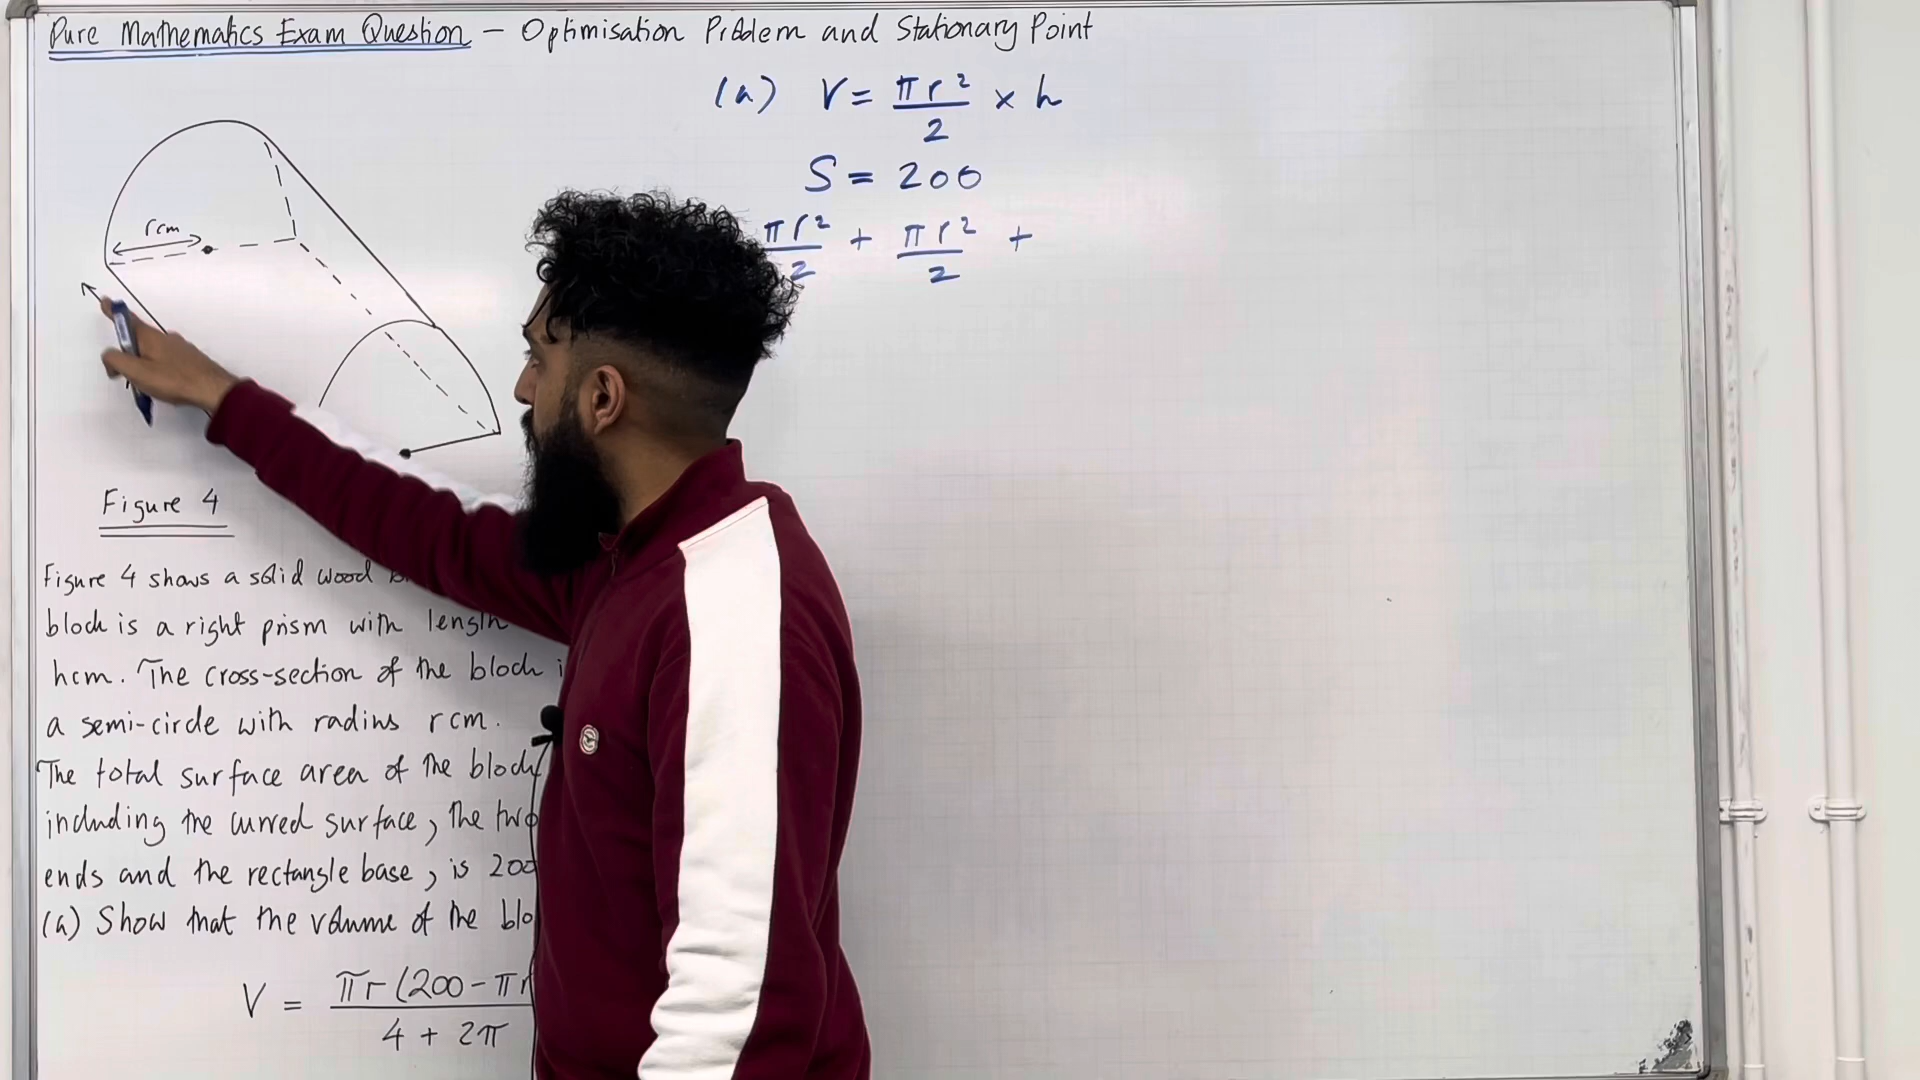 Pure Mathematics Exam Question – Optimisation Problem and Stationary Point
(a) V = πr² / 2 × h
S = 200
πr² / 2 + πr² / 2 +
rcm
Figure 4
Figure 4 shows a solid wood
block is a right prism with length
hcm. The cross-section of the block
a semi-circle with radius rcm.
The total surface area of the block,
including the curved surface, the two
ends and the rectangle base, is 200
(a) Show that the volume of the
V = πr(200 - π
4 + 2π